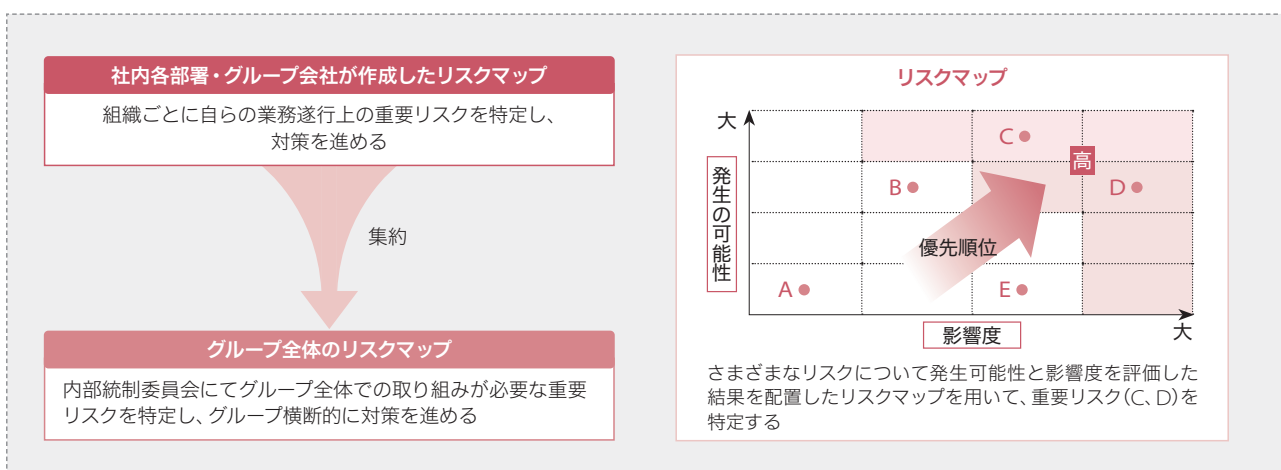 社内各部署・グループ会社が作成したリスクマップ
組織ごとに自らの業務遂行上の重要リスクを特定し、
対策を進める
集約
グループ全体のリスクマップ
内部統制委員会にてグループ全体での取り組みが必要な重要
リスクを特定し、グループ横断的に対策を進める
リスクマップ
大
発生の可能性
C
高
B
D
優先順位
A
E
影響度
大
さまざまなリスクについて発生可能性と影響度を評価した
結果を配置したリスクマップを用いて、重要リスク(C、D)を
特定する